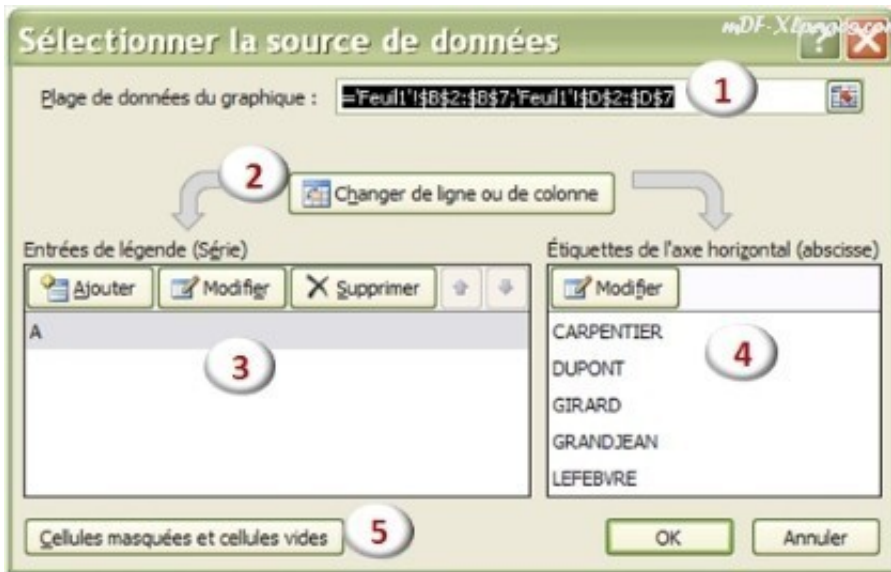 mDF-XLpages.com
Sélectionner la source de données
Plage de données du graphique : ='Feuil1'!$B$2:$B$7;'Feuil1'!$D$2:$D$7 1
2 Changer de ligne ou de colonne
Entrées de légende (Série) Étiquettes de l'axe horizontal (abscisse)
Ajouter Modifier Supprimer Modifier
A CARPENTIER
3 DUPONT 4
GIRARD
GRANDJEAN
LEFEBVRE
Cellules masquées et cellules vides 5 OK Annuler